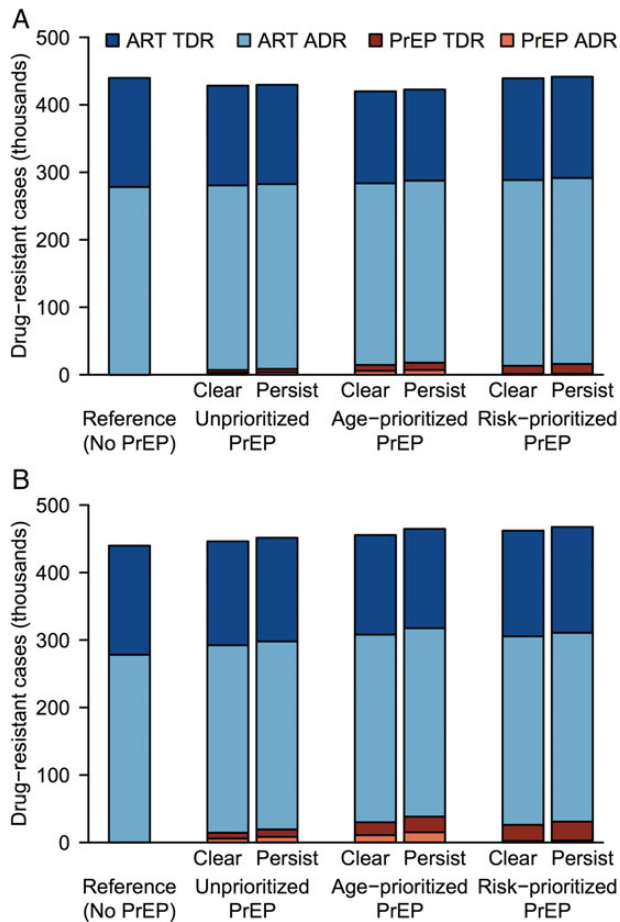 A
ART TDR ART ADR PrEP TDR PrEP ADR
Drug-resistant cases (thousands)
500
400
300
200
100
0
Clear Persist Clear Persist Clear Persist
Reference Unprioritized Age-prioritized Risk-prioritized
(No PrEP) PrEP PrEP PrEP
B
Drug-resistant cases (thousands)
500
400
300
200
100
0
Clear Persist Clear Persist Clear Persist
Reference Unprioritized Age-prioritized Risk-prioritized
(No PrEP) PrEP PrEP PrEP